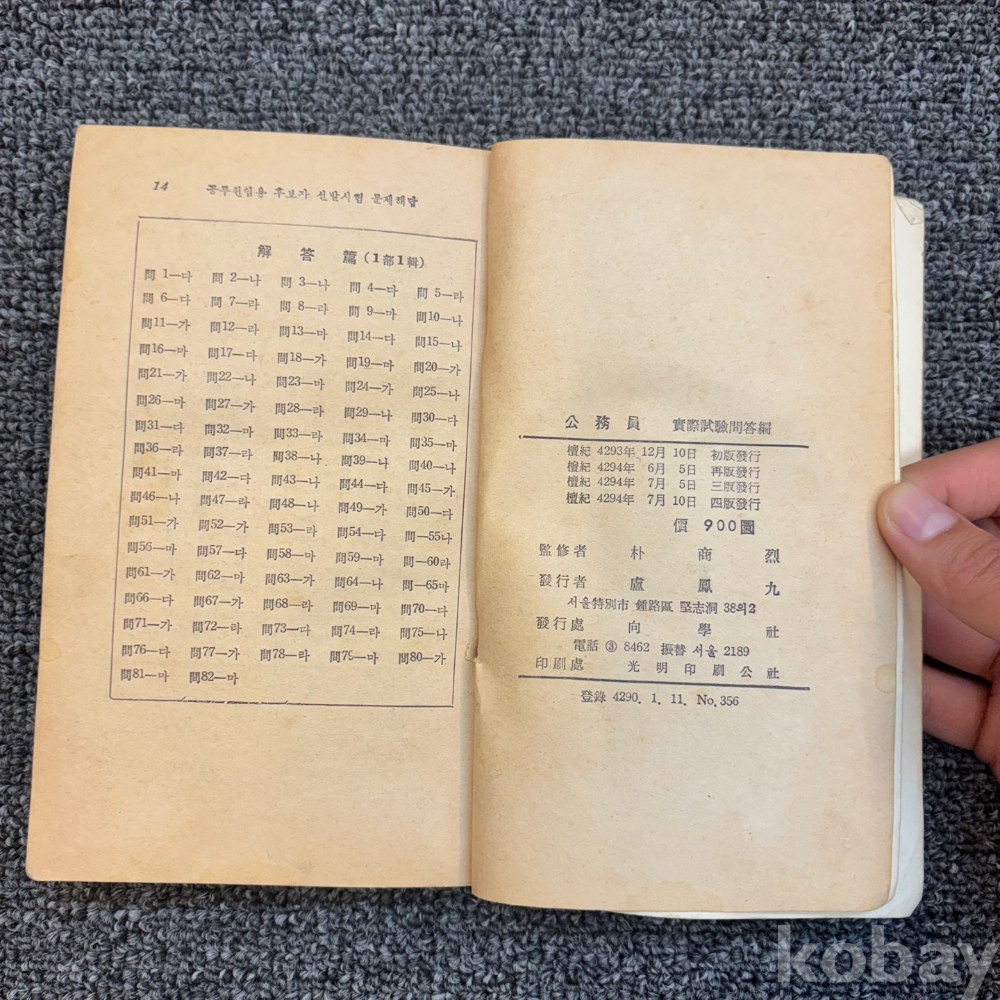 14 공무원임용 후보자 선발시험 문제해답
解答篇 (1部1輯)
問 1—다 問 2—나 問 3—나 問 4—다 問 5—라
問 6—다 問 7—라 問 8—라 問 9—마 問10—나
問11—가 問12—라 問13—마 問14—다 問15—나
問16—마 問17—다 問18—가 問19—마 問20—가
問21—가 問22—나 問23—마 問24—가 問25—나
問26—마 問27—가 問28—라 問29—나 問30—다
問31—다 問32—마 問33—라 問34—마 問35—마
問36—라 問37—라 問38—나 問39—나 問40—나
問41—마 問42—다 問43—나 問44—다 問45—가
問46—나 問47—라 問48—나 問49—가 問50—다
問51—가 問52—가 問53—라 問54—다 問—55나
問56—마 問57—다 問58—마 問59—마 問—60라
問61—가 問62—마 問63—가 問64—나 問—65마
問66—다 問67—가 問68—라 問69—마 問70—다
問71—가 問72—라 問73—다 問74—라 問75—나
問76—다 問77—가 問78—라 問79—마 問80—가
問81—마 問82—마
公務員 實際試驗問答編
檀紀 4293年 12月 10日 初版發行
檀紀 4294年 6月 5日 再版發行
檀紀 4294年 7月 5日 三版發行
檀紀 4294年 7月 10日 四版發行
價 900圜
監修者 朴商烈
發行者 盧鳳九
서울特別市 鍾路區 堅志洞 38의2
發行處 向學社
電話 ③ 8462 振替 서울 2189
印刷處 光明印刷公社
登錄 4290. 1. 11. No. 356
kobay